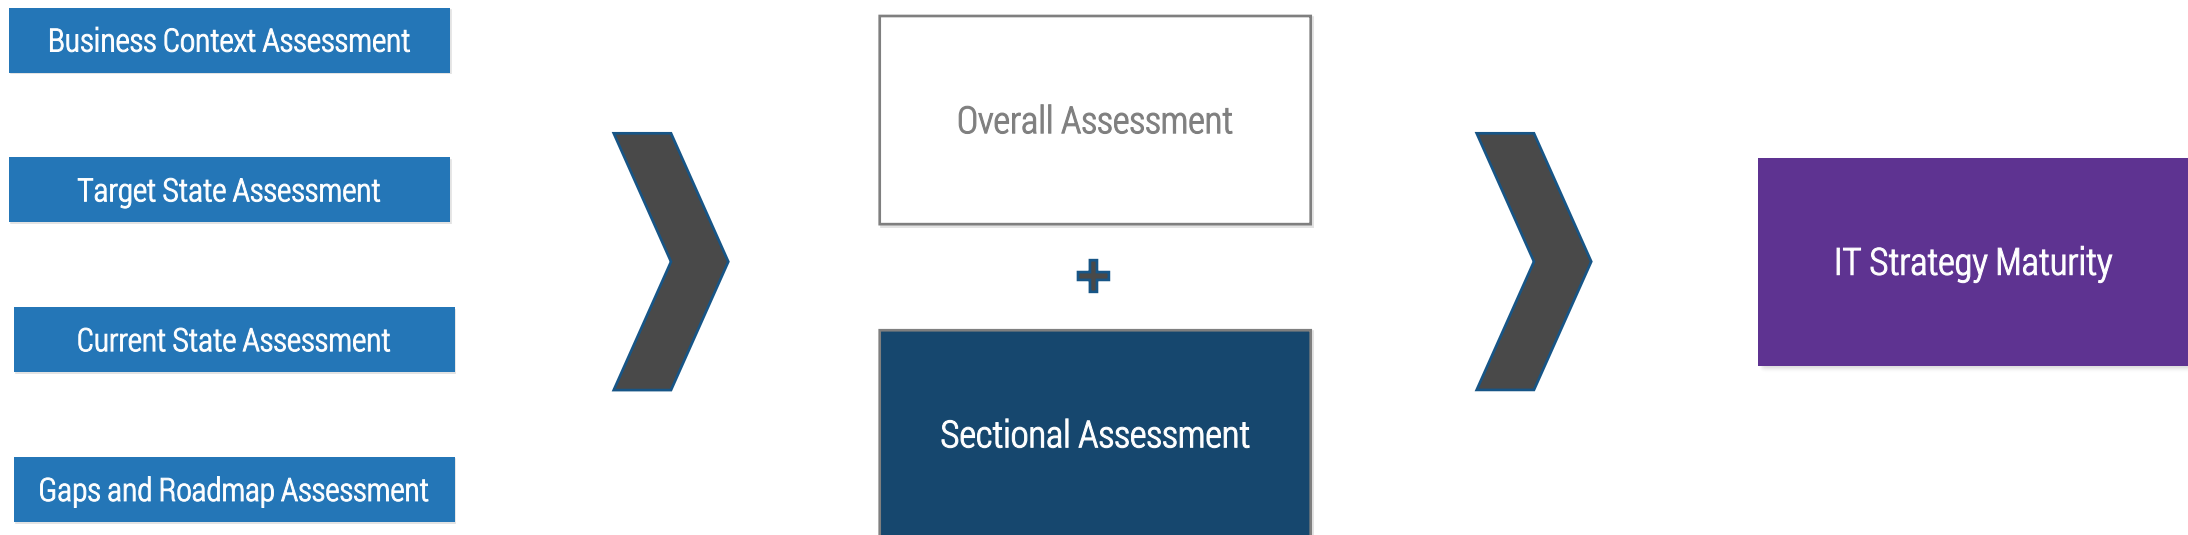 Business Context Assessment
Target State Assessment
Current State Assessment
Gaps and Roadmap Assessment
Overall Assessment
+
Sectional Assessment
IT Strategy Maturity